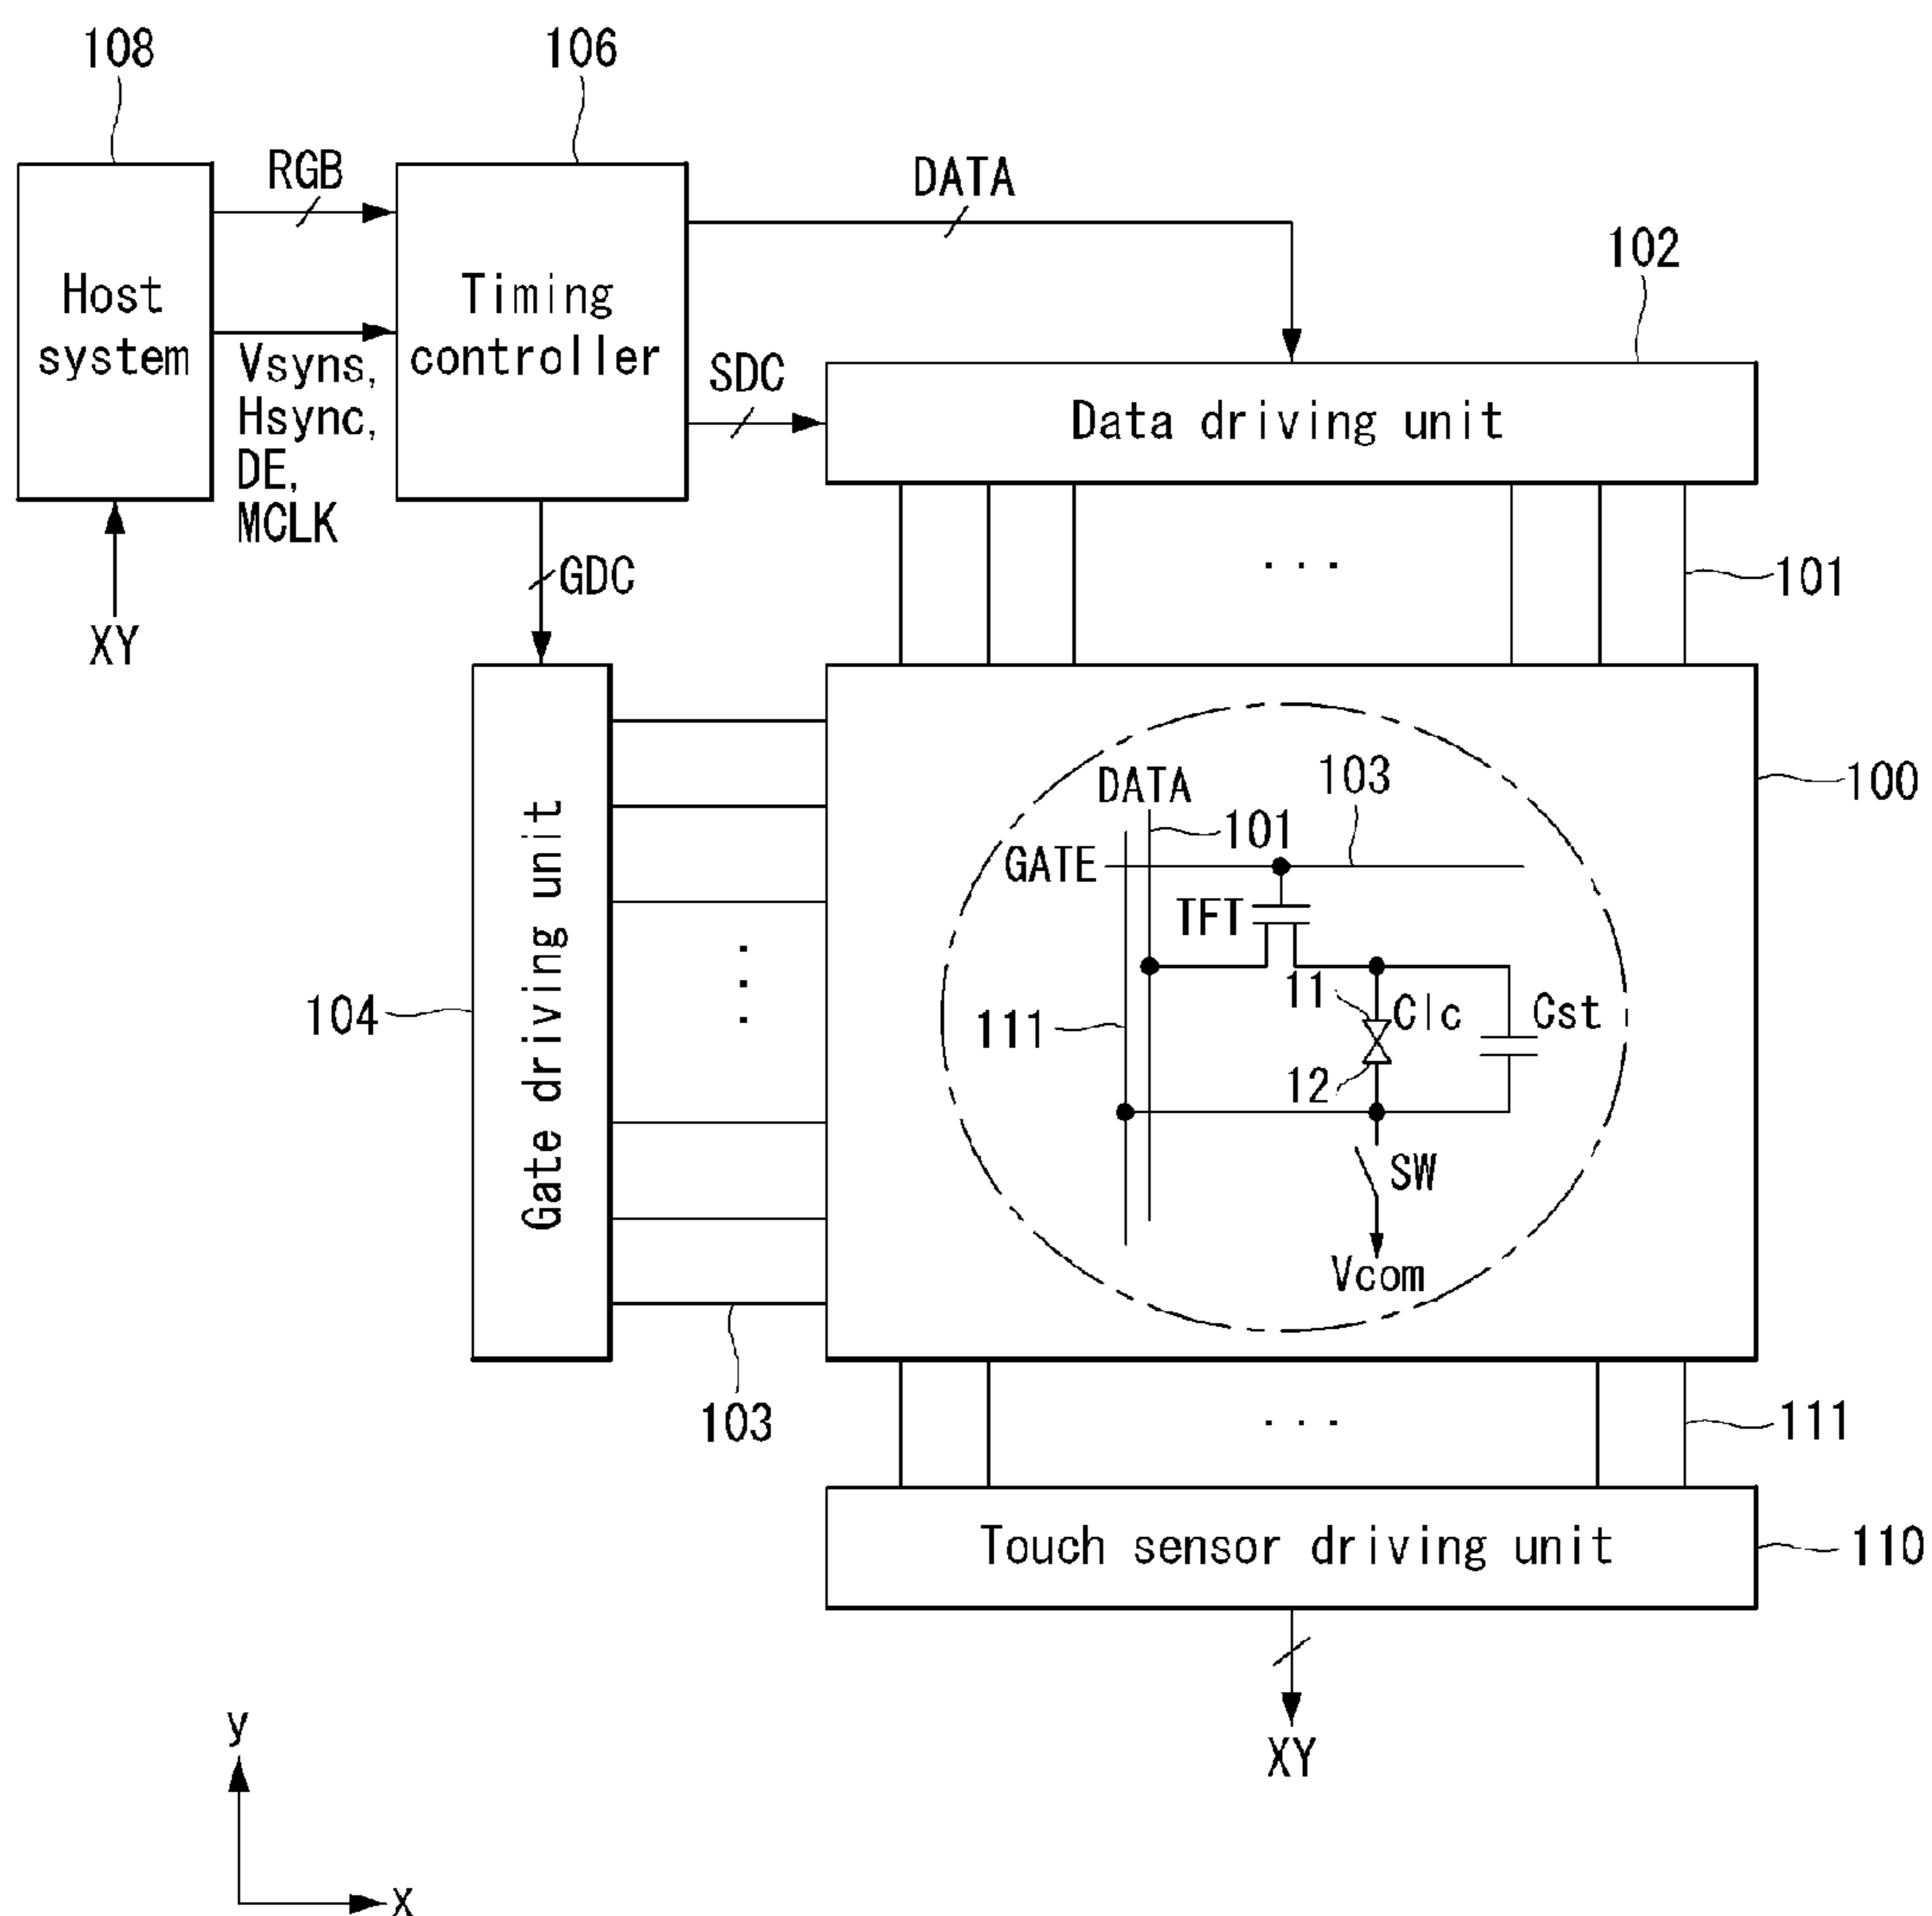 108
106
RGB
DATA
102
Host
system
Timing
controller
Vsyns,
Hsync,
DE,
MCLK
SDC
Data driving unit
GDC
101
XY
100
DATA
103
101
GATE
TFT
11
Clc
Cst
111
12
SW
Vcom
104
Gate driving unit
103
111
Touch sensor driving unit
110
XY
y
x